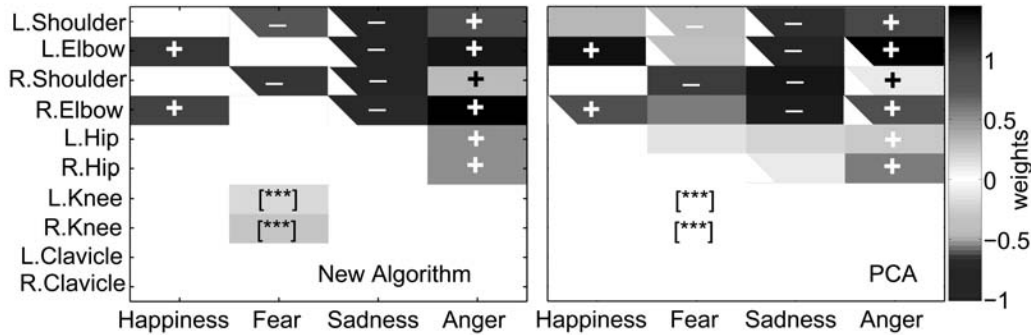 L.Shoulder
L.Elbow
R.Shoulder
R.Elbow
L.Hip
R.Hip
L.Knee
R.Knee
L.Clavicle
R.Clavicle
− − +
+ − +
− − +
+ − +
+
+
[***]
[***]
New Algorithm
Happiness Fear Sadness Anger
− − +
+ − +
− − +
+ − +
+
+
[***]
[***]
PCA
Happiness Fear Sadness Anger
1
0.5
0
−0.5
−1
weights